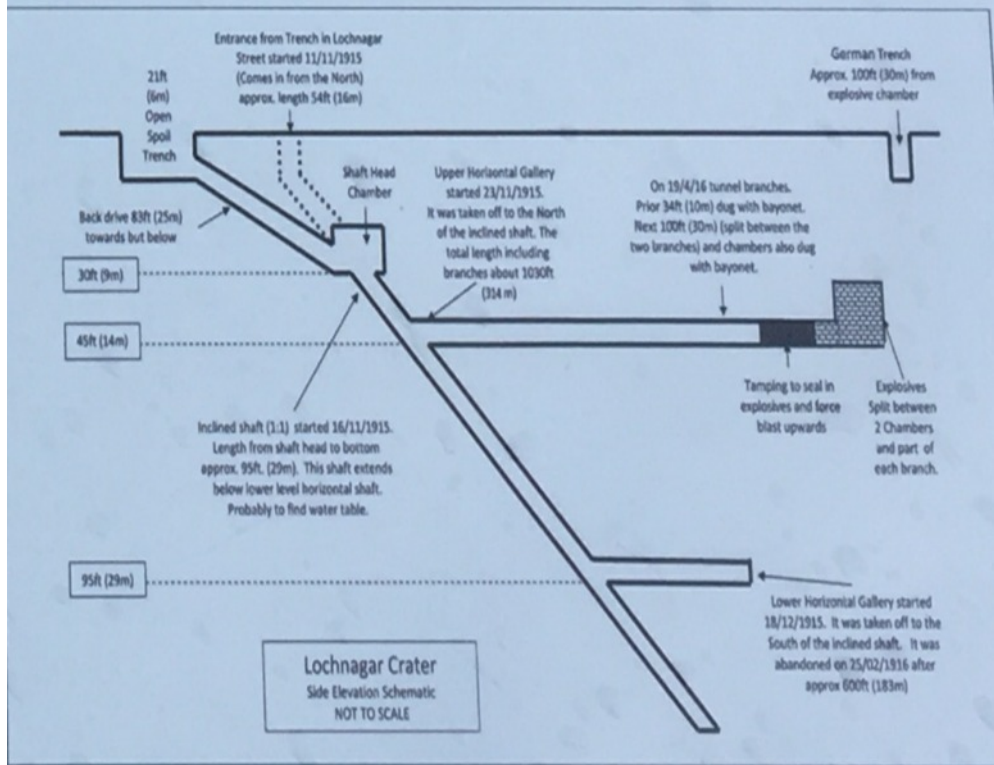 Entrance from Trench in Lochnagar
Street started 11/11/1915
(Comes in from the North)
approx. length 54ft (16m)
German Trench
Approx. 100ft (30m) from
explosive chamber
21ft
(6m)
Open
Spoil
Trench
Shaft Head
Chamber
Upper Horizontal Gallery
started 23/11/1915.
It was taken off to the North
of the inclined shaft. The
total length including
branches about 1030ft
(314 m)
On 19/4/16 tunnel branches.
Prior 34ft (10m) dug with bayonet.
Next 100ft (30m) (split between the
two branches) and chambers also dug
with bayonet.
Back drive 83ft (25m)
towards but below
30ft (9m)
45ft (14m)
Tamping to seal in
explosives and force
blast upwards
Explosives
Split between
2 Chambers
and part of
each branch.
Inclined shaft (1:1) started 16/11/1915.
Length from shaft head to bottom
approx. 95ft. (29m). This shaft extends
below lower level horizontal shaft.
Probably to find water table.
95ft (29m)
Lower Horizontal Gallery started
18/12/1915. It was taken off to the
South of the inclined shaft. It was
abandoned on 25/02/1916 after
approx 600ft (183m)
Lochnagar Crater
Side Elevation Schematic
NOT TO SCALE